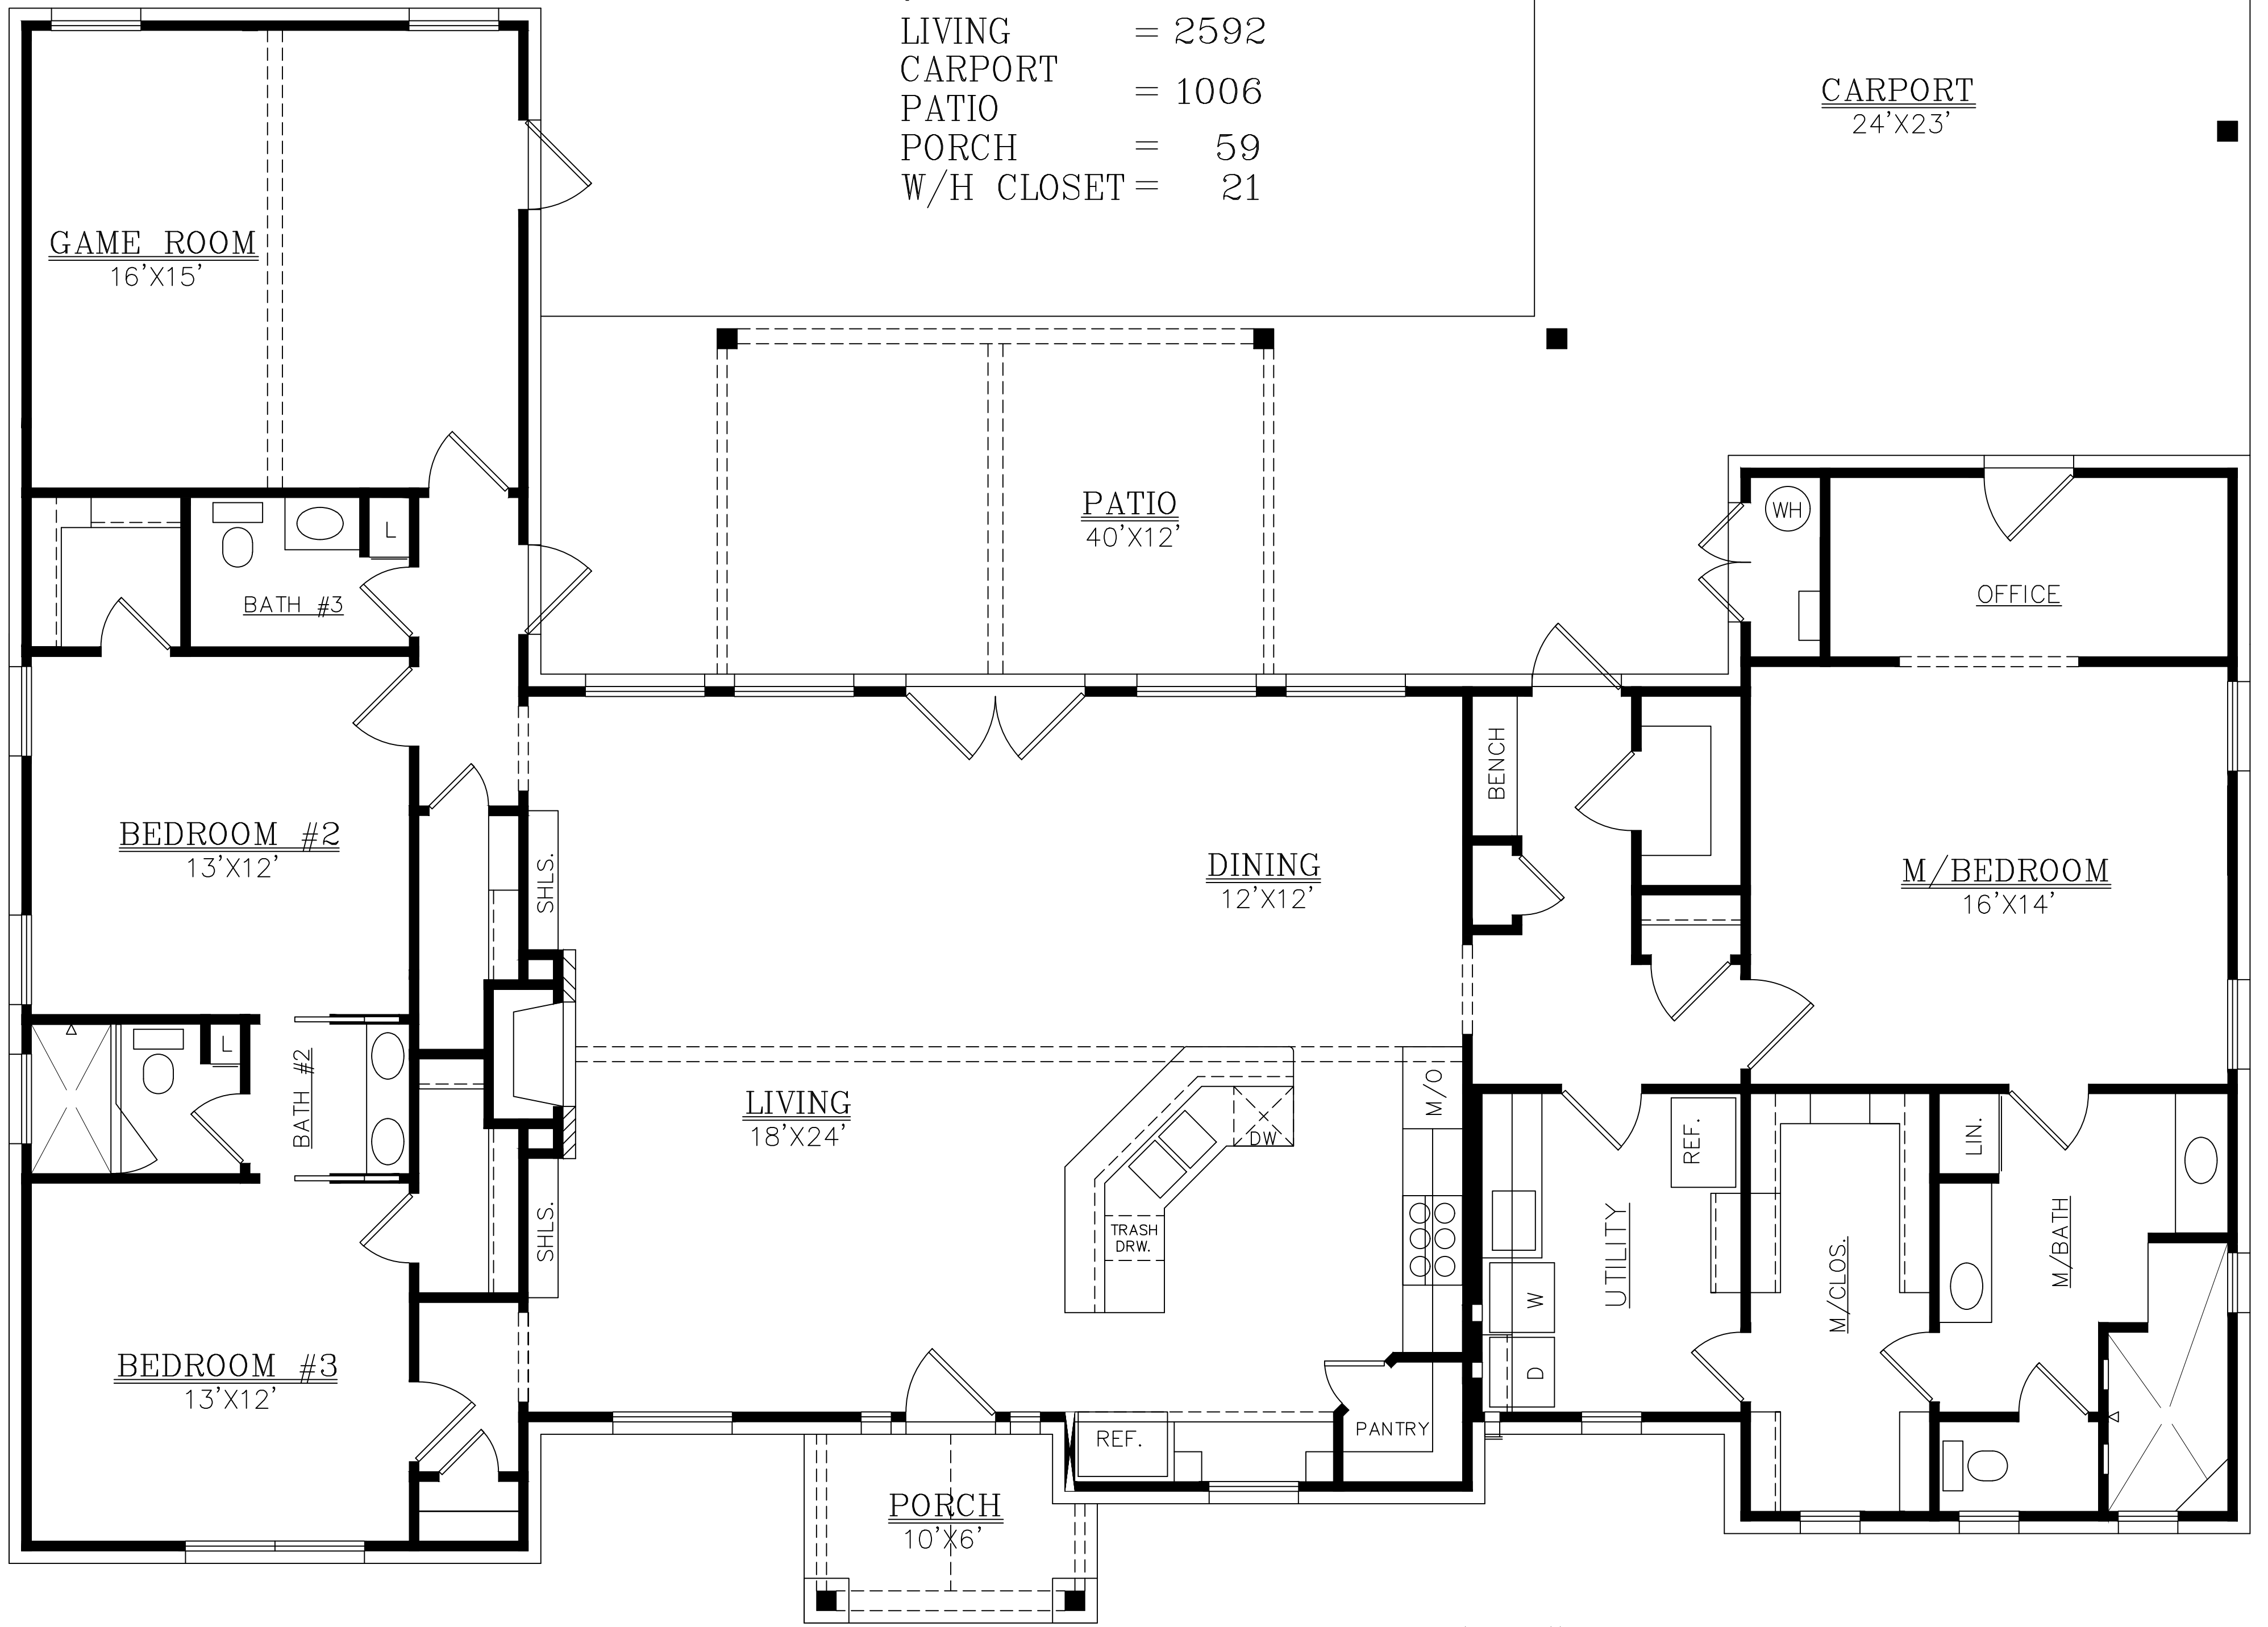 LIVING = 2592
CARPORT
PATIO = 1006
PORCH = 59
W/H CLOSET = 21
CARPORT
24'X23'
GAME ROOM
16'X15'
PATIO
40'X12'
WH
OFFICE
L
BATH #3
BENCH
BEDROOM #2
13'X12'
SHLS.
DINING
12'X12'
M/BEDROOM
16'X14'
L
BATH #2
LIVING
18'X24'
DW
M/O
TRASH
DRW.
SHLS.
REF.
UTILITY
W
D
LIN.
M/BATH
M/CLOS.
BEDROOM #3
13'X12'
REF.
PANTRY
PORCH
10'X6'